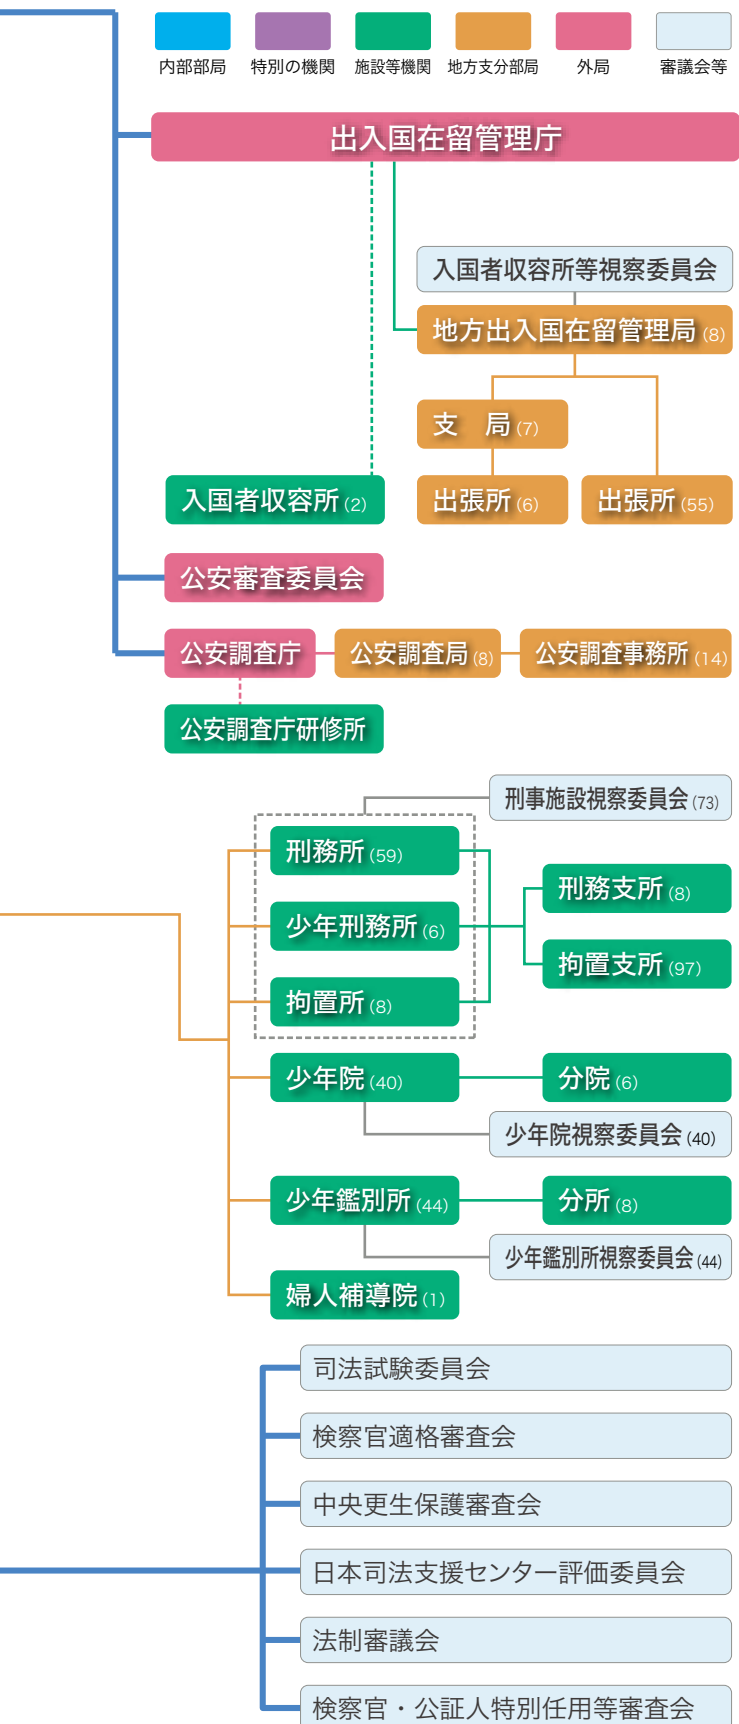 内部部局 特別の機関 施設等機関 地方支分部局 外局 審議会等
出入国在留管理庁
入国者収容所等視察委員会
地方出入国在留管理局(8)
支 局(7)
入国者収容所(2) 出張所(6) 出張所(55)
公安審査委員会
公安調査庁 公安調査局(8) 公安調査事務所(14)
公安調査庁研修所
刑事施設視察委員会(73)
刑務所(59)
刑務支所(8)
少年刑務所(6)
拘置支所(97)
拘置所(8)
少年院(40) 分院(6)
少年院視察委員会(40)
少年鑑別所(44) 分所(8)
少年鑑別所視察委員会(44)
婦人補導院(1)
司法試験委員会
検察官適格審査会
中央更生保護審査会
日本司法支援センター評価委員会
法制審議会
検察官・公証人特別任用等審査会